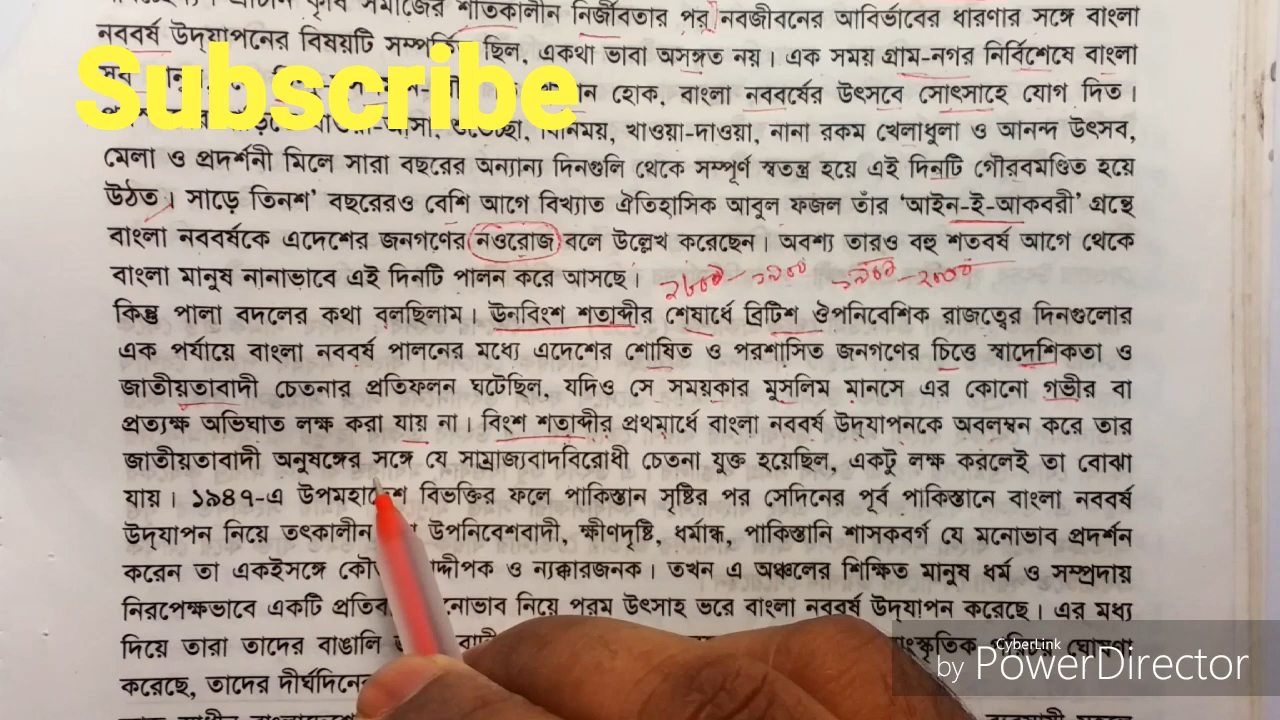 সমাজের শীতকালীন নির্জীবতার পর নবজীবনের আবির্ভাবের ধারণার সঙ্গে বাংলা
নববর্ষ উদ্‌যাপনের বিষয়টি ছিল, একথা ভাবা অসঙ্গত নয়। এক সময় গ্রাম-নগর নির্বিশেষে বাংলা
Subscribe
হোক, বাংলা নববর্ষের উৎসবে সোৎসাহে যোগ দিত।
বিনিময়, খাওয়া-দাওয়া, নানা রকম খেলাধুলা ও আনন্দ উৎসব,
মেলা ও প্রদর্শনী মিলে সারা বছরের অন্যান্য দিনগুলি থেকে সম্পূর্ণ স্বতন্ত্র হয়ে এই দিনটি গৌরবমণ্ডিত হয়ে
উঠত। সাড়ে তিনশ’ বছরেরও বেশি আগে বিখ্যাত ঐতিহাসিক আবুল ফজল তাঁর ‘আইন-ই-আকবরী’ গ্রন্থে
বাংলা নববর্ষকে এদেশের জনগণের নওরোজ বলে উল্লেখ করেছেন। অবশ্য তারও বহু শতবর্ষ আগে থেকে
বাংলা মানুষ নানাভাবে এই দিনটি পালন করে আসছে।
কিন্তু পালা বদলের কথা বলছিলাম। ঊনবিংশ শতাব্দীর শেষার্ধে ব্রিটিশ ঔপনিবেশিক রাজত্বের দিনগুলোর
এক পর্যায়ে বাংলা নববর্ষ পালনের মধ্যে এদেশের শোষিত ও পরশাসিত জনগণের চিত্তে স্বাদেশিকতা ও
জাতীয়তাবাদী চেতনার প্রতিফলন ঘটেছিল, যদিও সে সময়কার মুসলিম মানসে এর কোনো গভীর বা
প্রত্যক্ষ অভিঘাত লক্ষ করা যায় না। বিংশ শতাব্দীর প্রথমার্ধে বাংলা নববর্ষ উদ্‌যাপনকে অবলম্বন করে তার
জাতীয়তাবাদী অনুষঙ্গের সঙ্গে যে সাম্রাজ্যবাদবিরোধী চেতনা যুক্ত হয়েছিল, একটু লক্ষ করলেই তা বোঝা
যায়। ১৯৪৭-এ উপমহাদেশ বিভক্তির ফলে পাকিস্তান সৃষ্টির পর সেদিনের পূর্ব পাকিস্তানে বাংলা নববর্ষ
উদ্‌যাপন নিয়ে তৎকালীন উপনিবেশবাদী, ক্ষীণদৃষ্টি, ধর্মান্ধ, পাকিস্তানি শাসকবর্গ যে মনোভাব প্রদর্শন
করেন তা একইসঙ্গে ও ন্যক্কারজনক। তখন এ অঞ্চলের শিক্ষিত মানুষ ধর্ম ও সম্প্রদায়
নিরপেক্ষভাবে একটি নিয়ে পরম উৎসাহ ভরে বাংলা নববর্ষ উদ্‌যাপন করেছে। এর মধ্য
দিয়ে তারা তাদের বাঙালি
করেছে, তাদের
CyberLink
by PowerDirector